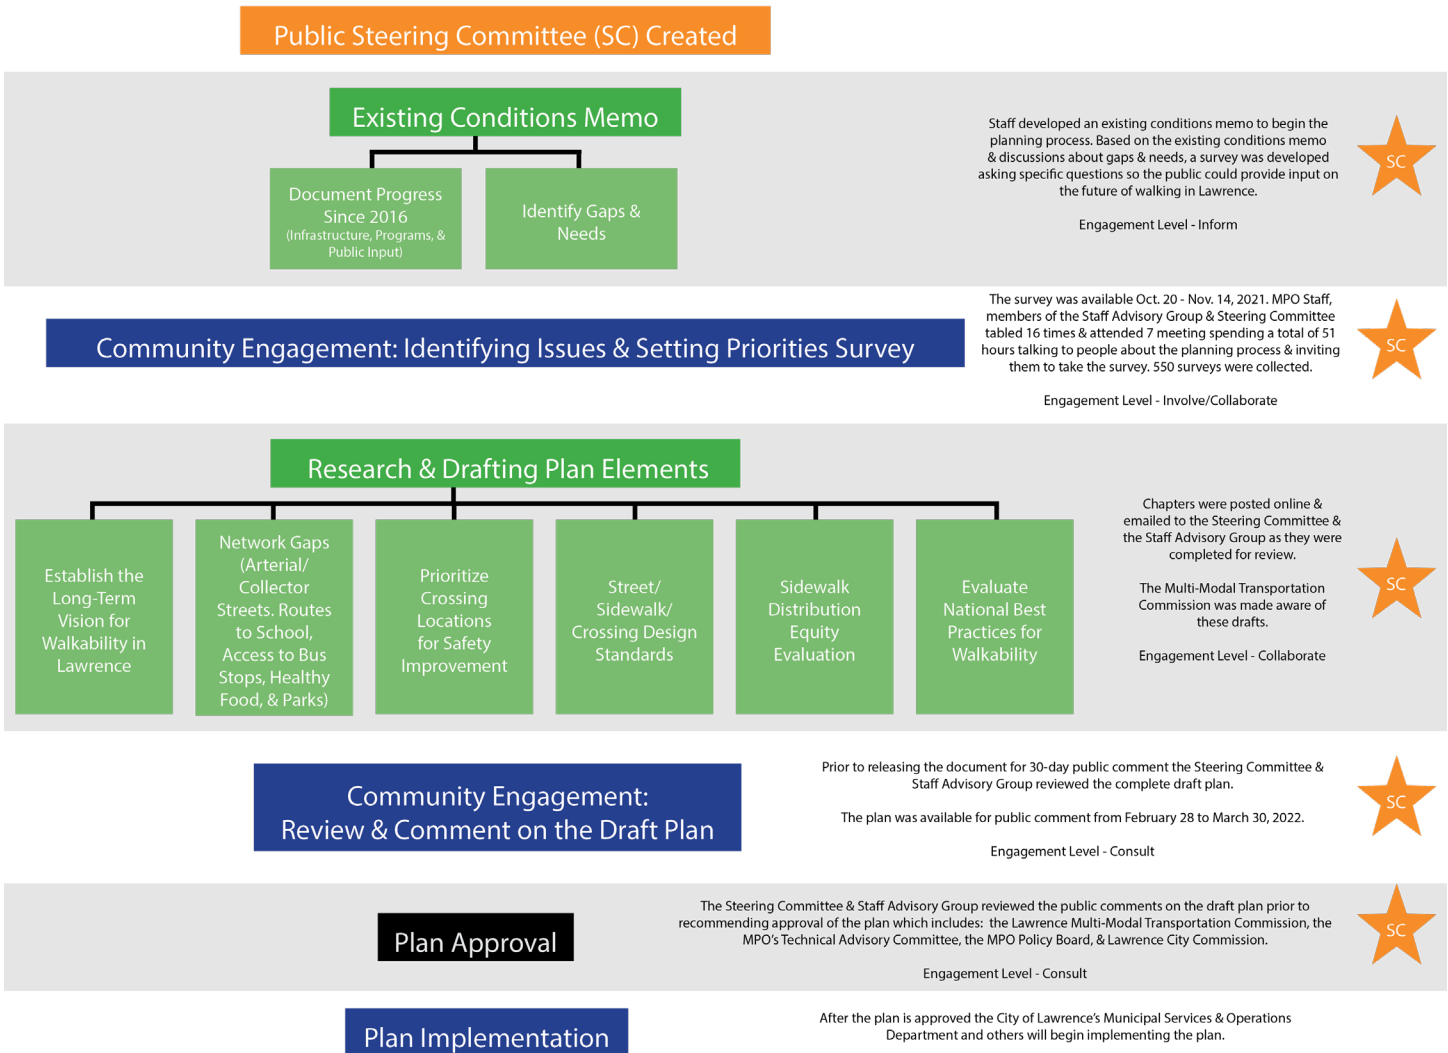 Public Steering Committee (SC) Created
Existing Conditions Memo
Document Progress
Since 2016
(Infrastructure, Programs, &
Public Input)
Identify Gaps &
Needs
Staff developed an existing conditions memo to begin the
planning process. Based on the existing conditions memo
& discussions about gaps & needs, a survey was developed
asking specific questions so the public could provide input on
the future of walking in Lawrence.
Engagement Level - Inform
SC
Community Engagement: Identifying Issues & Setting Priorities Survey
The survey was available Oct. 20 - Nov. 14, 2021. MPO Staff,
members of the Staff Advisory Group & Steering Committee
tabled 16 times & attended 7 meeting spending a total of 51
hours talking to people about the planning process & inviting
them to take the survey. 550 surveys were collected.
Engagement Level - Involve/Collaborate
SC
Research & Drafting Plan Elements
Establish the
Long-Term
Vision for
Walkability in
Lawrence
Network Gaps
(Arterial/
Collector
Streets. Routes
to School,
Access to Bus
Stops, Healthy
Food, & Parks)
Prioritize
Crossing
Locations
for Safety
Improvement
Street/
Sidewalk/
Crossing Design
Standards
Sidewalk
Distribution
Equity
Evaluation
Evaluate
National Best
Practices for
Walkability
Chapters were posted online &
emailed to the Steering Committee &
the Staff Advisory Group as they were
completed for review.
The Multi-Modal Transportation
Commission was made aware of
these drafts.
Engagement Level - Collaborate
SC
Community Engagement:
Review & Comment on the Draft Plan
Prior to releasing the document for 30-day public comment the Steering Committee &
Staff Advisory Group reviewed the complete draft plan.
The plan was available for public comment from February 28 to March 30, 2022.
Engagement Level - Consult
SC
Plan Approval
The Steering Committee & Staff Advisory Group reviewed the public comments on the draft plan prior to
recommending approval of the plan which includes: the Lawrence Multi-Modal Transportation Commission, the
MPO's Technical Advisory Committee, the MPO Policy Board, & Lawrence City Commission.
Engagement Level - Consult
SC
Plan Implementation
After the plan is approved the City of Lawrence's Municipal Services & Operations
Department and others will begin implementing the plan.